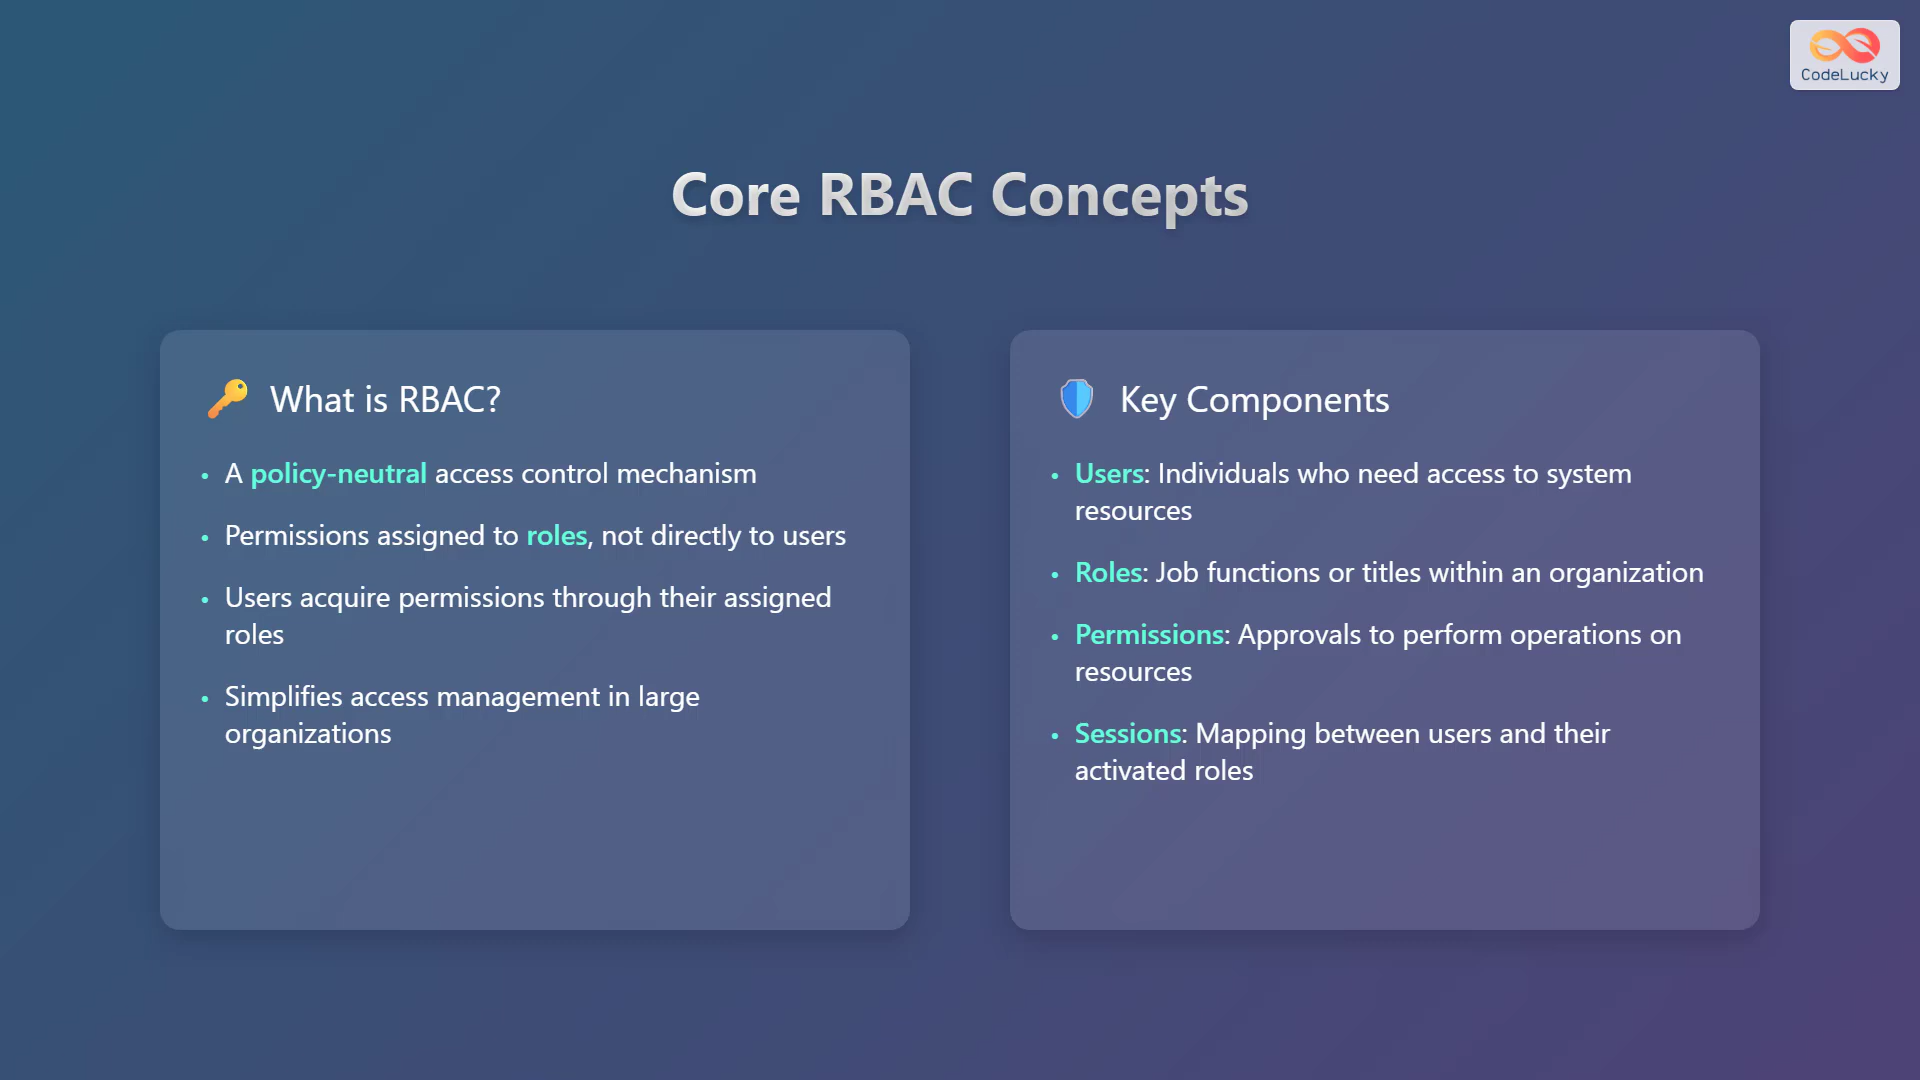 CodeLucky
Core RBAC Concepts
What is RBAC?
• A policy-neutral access control mechanism
• Permissions assigned to roles, not directly to users
• Users acquire permissions through their assigned
roles
• Simplifies access management in large
organizations
Key Components
• Users: Individuals who need access to system
resources
• Roles: Job functions or titles within an organization
• Permissions: Approvals to perform operations on
resources
• Sessions: Mapping between users and their
activated roles